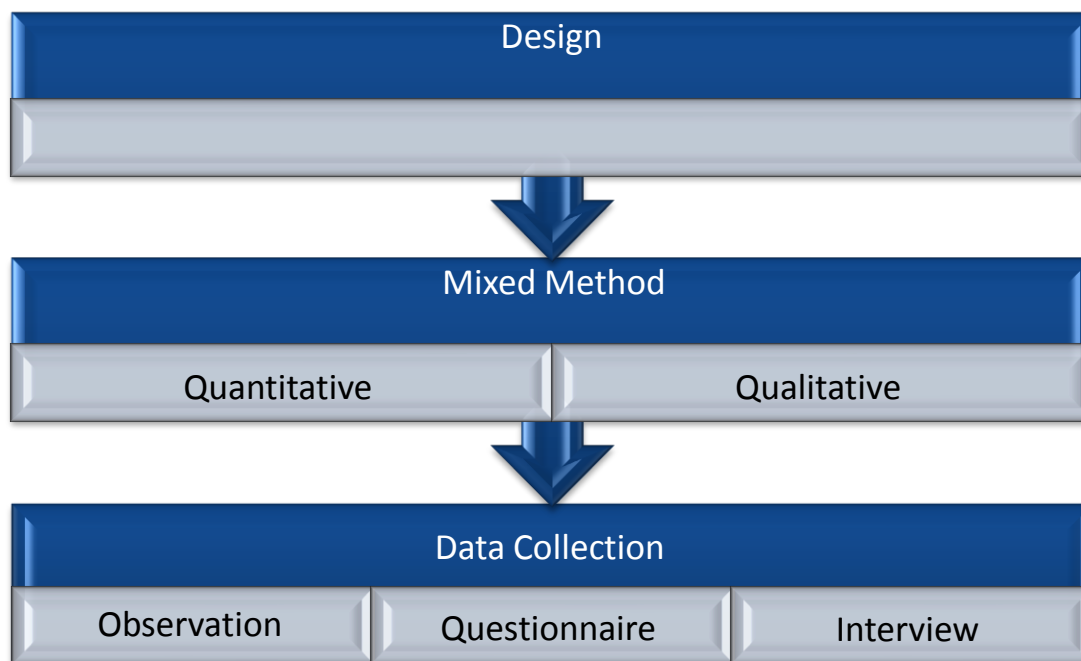 Design
Mixed Method
Quantitative Qualitative
Data Collection
Observation Questionnaire Interview